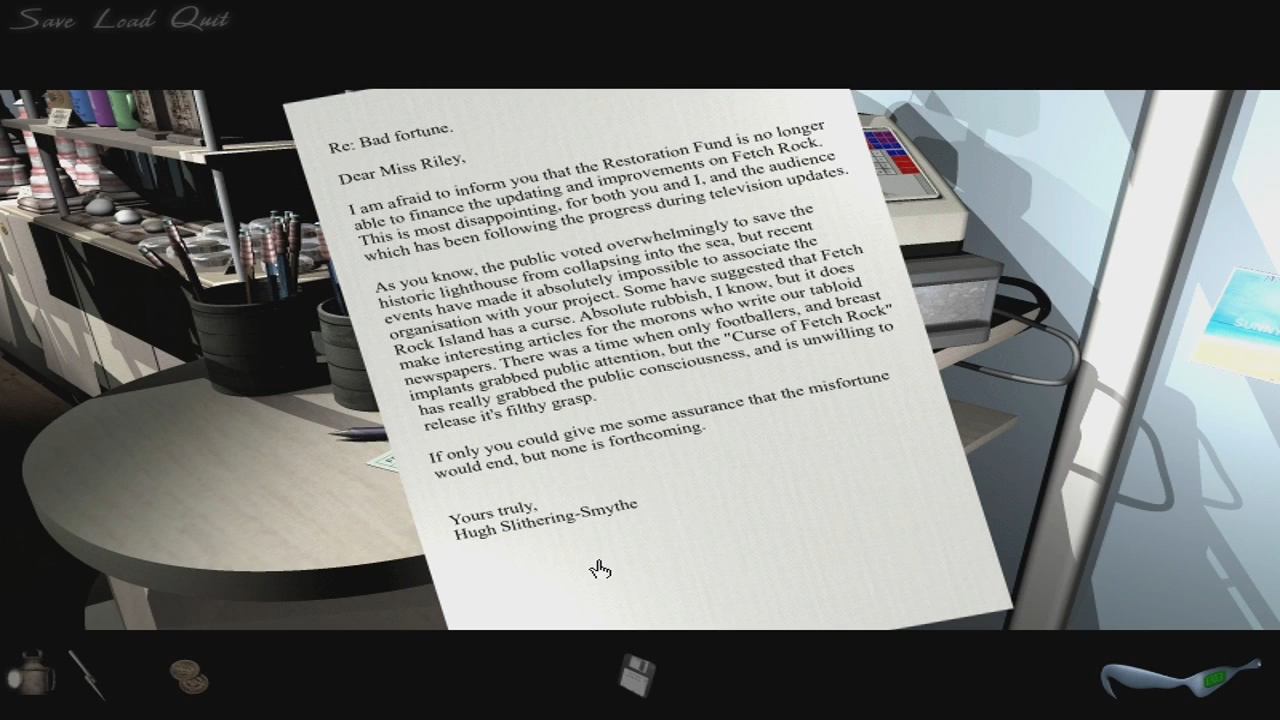 Save Load Quit
Re: Bad fortune.
Dear Miss Riley,
I am afraid to inform you that the Restoration Fund is no longer
able to finance the updating and improvements on Fetch Rock.
This is most disappointing, for both you and I, and the audience
which has been following the progress during television updates.
As you know, the public voted overwhelmingly to save the
historic lighthouse from collapsing into the sea, but recent
events have made it absolutely impossible to associate the
organisation with your project. Some have suggested that Fetch
Rock Island has a curse. Absolute rubbish, I know, but it does
make interesting articles for the morons who write our tabloid
newspapers. There was a time when only footballers, and breast
implants grabbed public attention, but the "Curse of Fetch Rock"
has really grabbed the public consciousness, and is unwilling to
release it's filthy grasp.
If only you could give me some assurance that the misfortune
would end, but none is forthcoming.
Yours truly,
Hugh Slithering-Smythe